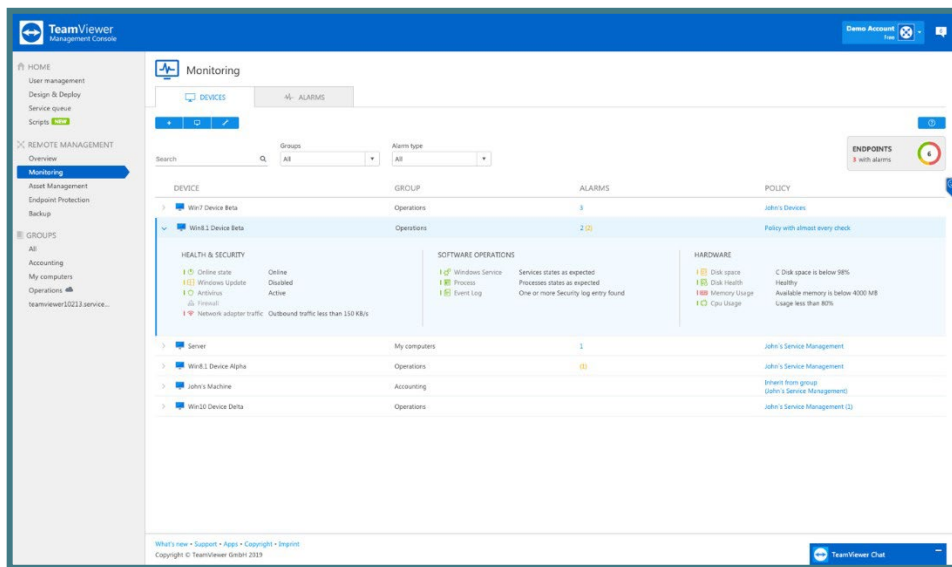 TeamViewer
Management Console
Demo Account
Free
HOME
User management
Design & Deploy
Service queue
Scripts NEW
REMOTE MANAGEMENT
Overview
Monitoring
Asset Management
Endpoint Protection
Backup
GROUPS
All
Accounting
My computers
Operations
teamviewer10213.service...
Monitoring
DEVICES ALARMS
Groups Alarm type
Search All All
ENDPOINTS
3 with alarms
6
DEVICE GROUP ALARMS POLICY
Win7 Device Beta Operations 3 John's Devices
Win8.1 Device Beta Operations 2 (2) Policy with almost every check
HEALTH & SECURITY
Online state Online
Windows Update Disabled
Antivirus Active
Firewall
Network adapter traffic Outbound traffic less than 150 KB/s
SOFTWARE OPERATIONS
Windows Service Services states as expected
Process Processes states as expected
Event Log One or more Security log entry found
HARDWARE
Disk space C Disk space is below 98%
Disk Health Healthy
Memory Usage Available memory is below 4000 MB
Cpu Usage Usage less than 80%
Server My computers 1 John's Service Management
Win8.1 Device Alpha Operations (1) John's Service Management
John's Machine Accounting Inherit from group
(John's Service Management)
Win10 Device Delta Operations John's Service Management (1)
What's new • Support • Apps • Copyright • Imprint
Copyright © TeamViewer GmbH 2019
TeamViewer Chat